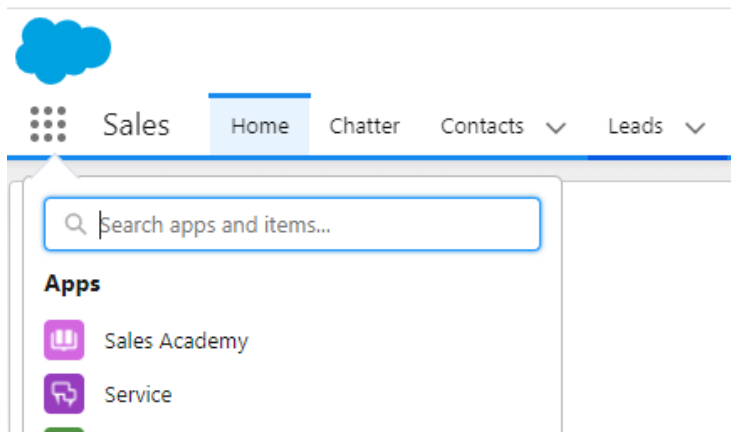 Sales Home Chatter Contacts Leads
Search apps and items...
Apps
Sales Academy
Service